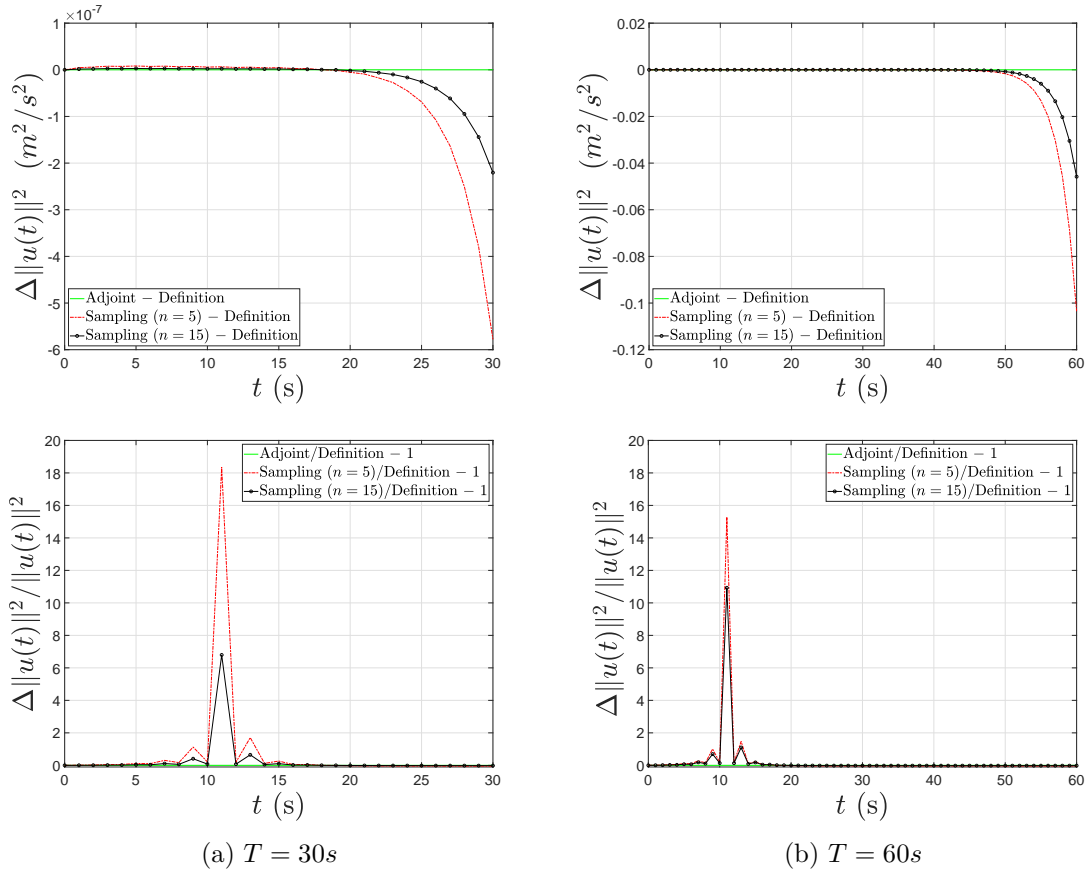 ×10⁻⁷
1
0
-1
-2
-3
-4
-5
-6
0 5 10 15 20 25 30
Δ||u(t)||² (m²/s²)
t (s)
Adjoint − Definition
Sampling (n = 5) − Definition
Sampling (n = 15) − Definition
0.02
0
-0.02
-0.04
-0.06
-0.08
-0.1
-0.12
0 10 20 30 40 50 60
Δ||u(t)||² (m²/s²)
t (s)
Adjoint − Definition
Sampling (n = 5) − Definition
Sampling (n = 15) − Definition
20
18
16
14
12
10
8
6
4
2
0
0 5 10 15 20 25 30
Δ||u(t)||²/||u(t)||²
t (s)
Adjoint/Definition − 1
Sampling (n = 5)/Definition − 1
Sampling (n = 15)/Definition − 1
20
18
16
14
12
10
8
6
4
2
0
0 10 20 30 40 50 60
Δ||u(t)||²/||u(t)||²
t (s)
Adjoint/Definition − 1
Sampling (n = 5)/Definition − 1
Sampling (n = 15)/Definition − 1
(a) T = 30s
(b) T = 60s